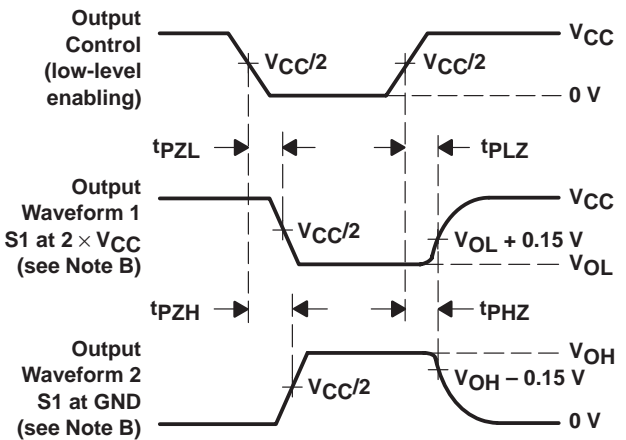 Output
Control
(low-level
enabling)
VCC/2
VCC/2
VCC
0 V
tPZL
tPLZ
Output
Waveform 1
S1 at 2 × VCC
(see Note B)
VCC/2
VCC
VOL + 0.15 V
VOL
tPZH
tPHZ
Output
Waveform 2
S1 at GND
(see Note B)
VCC/2
VOH
VOH – 0.15 V
0 V